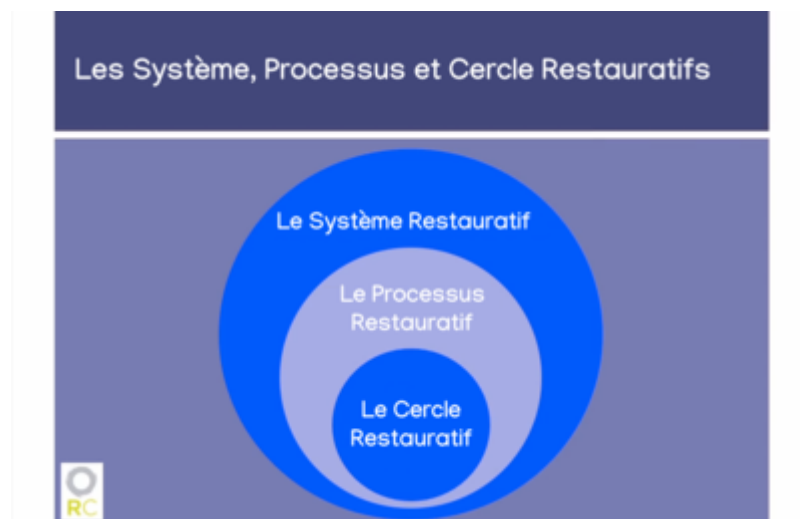 Les Système, Processus et Cercle Restauratifs
Le Système Restauratif
Le Processus
Restauratif
Le Cercle
Restauratif
RC